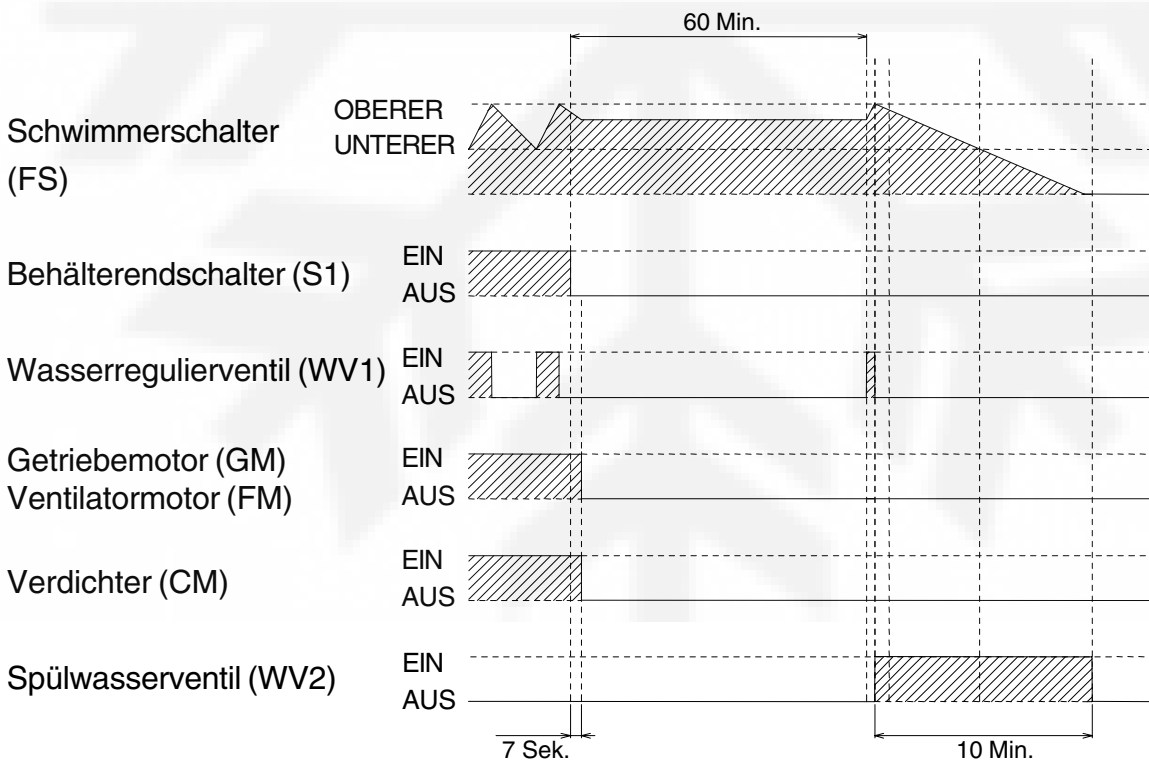 60 Min.
Schwimmerschalter
(FS)
OBERER
UNTERER
Behälterendschalter (S1)
EIN
AUS
Wasserregulierventil (WV1)
EIN
AUS
Getriebemotor (GM)
Ventilatormotor (FM)
EIN
AUS
Verdichter (CM)
EIN
AUS
Spülwasserventil (WV2)
EIN
AUS
7 Sek.
10 Min.